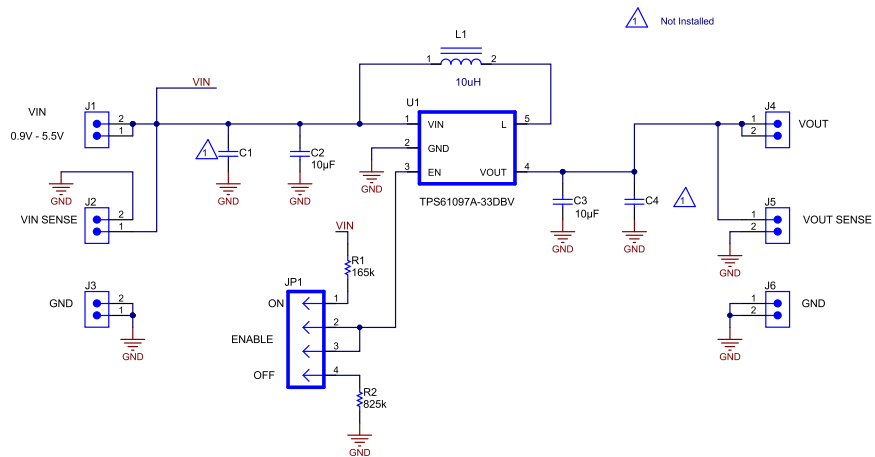 1 Not Installed
L1
1 2
10uH
VIN
U1
VIN
0.9V - 5.5V
J1
2
1
1 VIN L 5
2 GND
3 EN VOUT 4
TPS61097A-33DBV
1 C1
GND
C2
10µF
GND
GND
C3
10µF
GND
C4
GND
1
J4
1
2
VOUT
GND
VIN SENSE
J2
2
1
J5
1
2
VOUT SENSE
GND
VIN
R1
165k
JP1
ON 1
2
ENABLE
3
OFF 4
R2
825k
GND
GND
J3
2
1
GND
J6
1
2
GND
GND